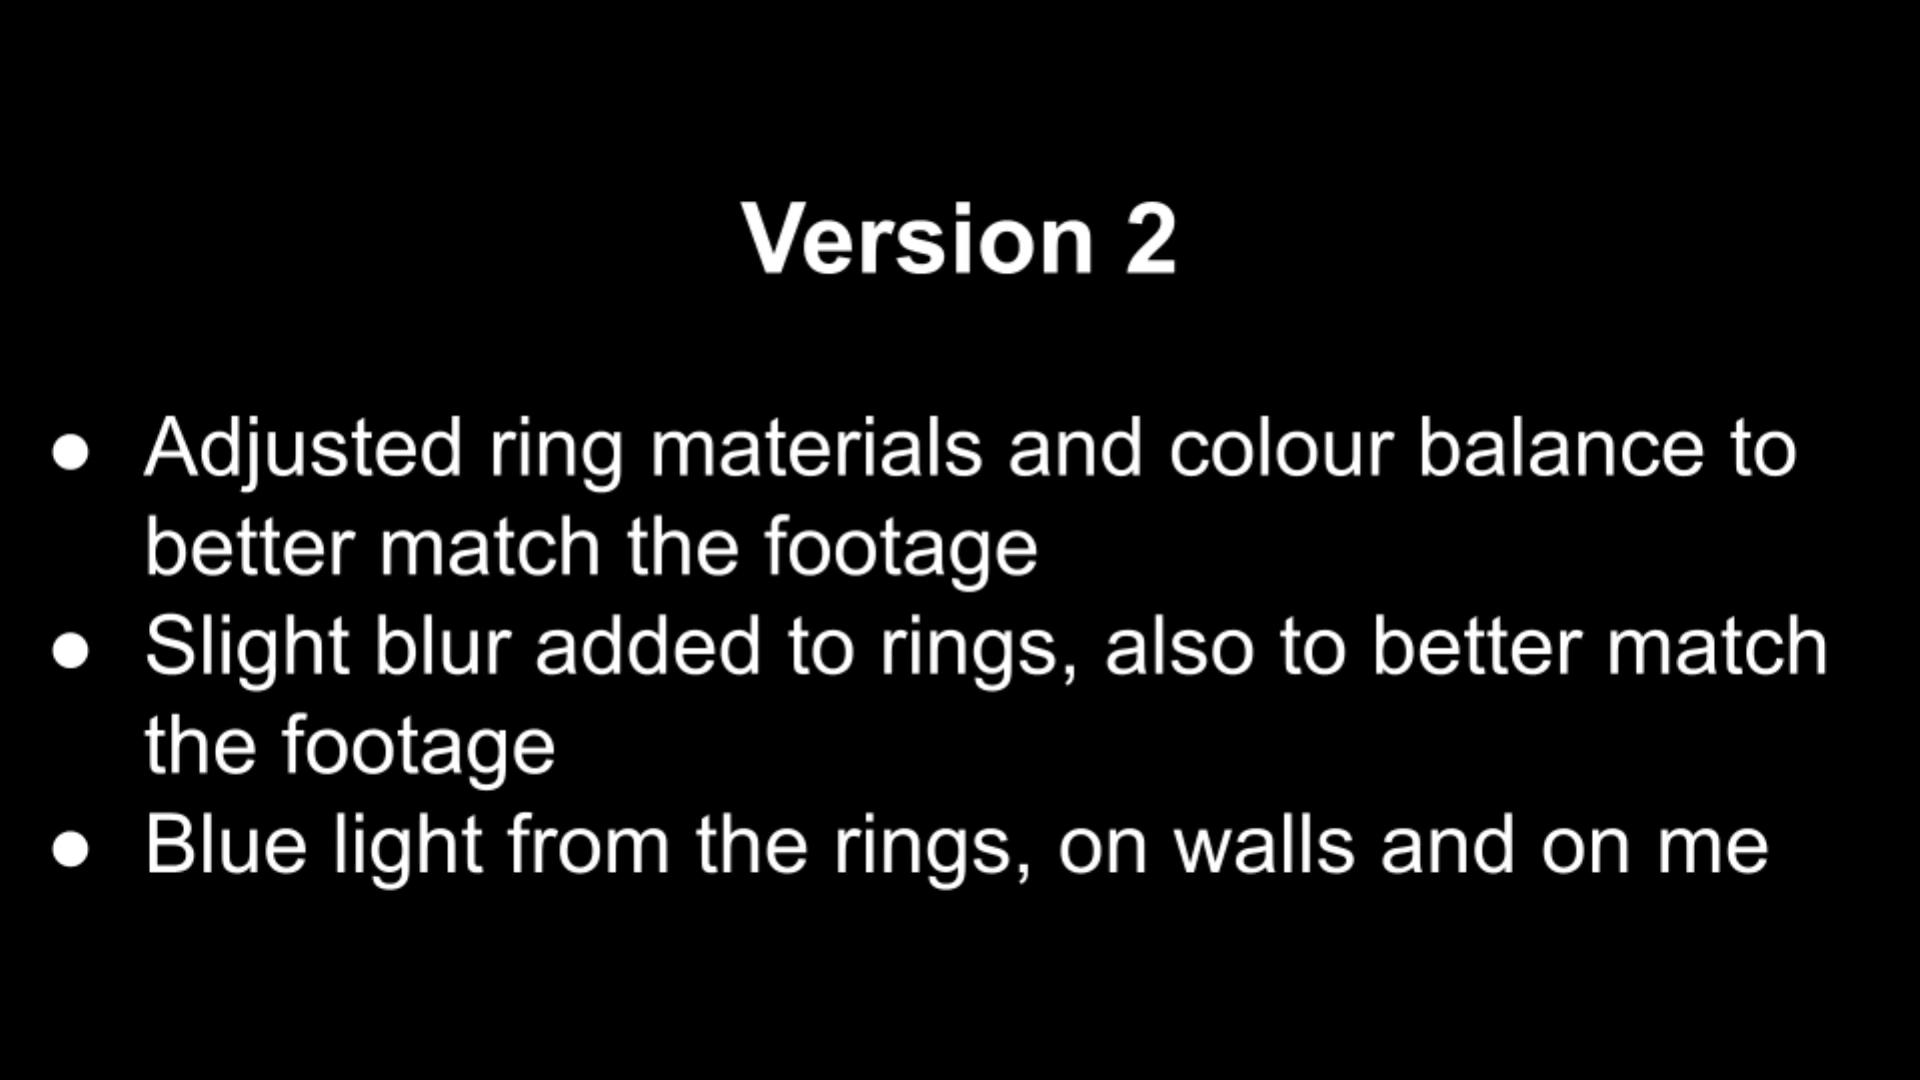 Version 2
● Adjusted ring materials and colour balance to
better match the footage
● Slight blur added to rings, also to better match
the footage
● Blue light from the rings, on walls and on me